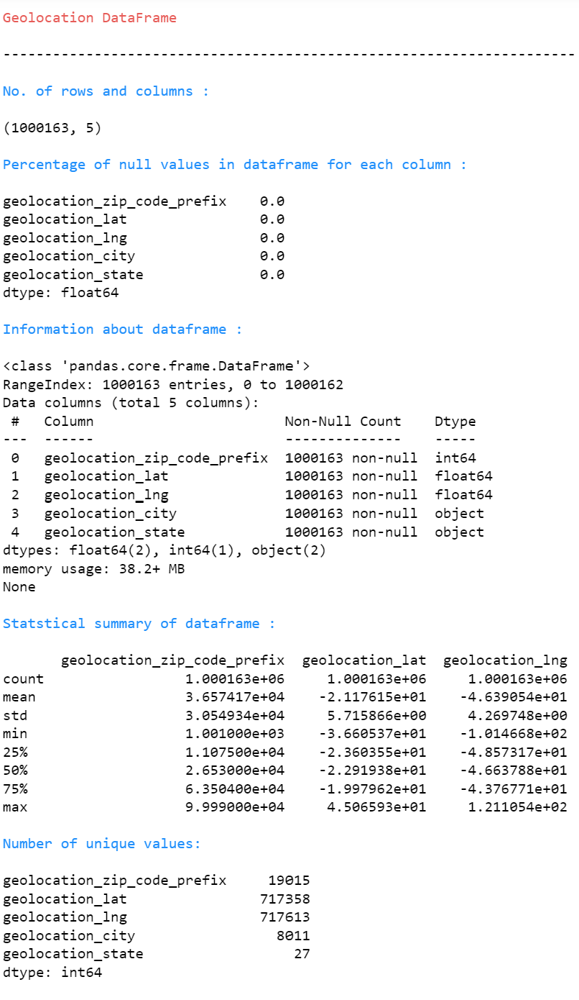 Geolocation DataFrame
---------------------------------------------------------------------
No. of rows and columns :
(1000163, 5)
Percentage of null values in dataframe for each column :
geolocation_zip_code_prefix    0.0
geolocation_lat                0.0
geolocation_lng                0.0
geolocation_city               0.0
geolocation_state              0.0
dtype: float64
Information about dataframe :
<class 'pandas.core.frame.DataFrame'>
RangeIndex: 1000163 entries, 0 to 1000162
Data columns (total 5 columns):
 #   Column                       Non-Null Count    Dtype
---  ------                       --------------    -----
 0   geolocation_zip_code_prefix  1000163 non-null  int64
 1   geolocation_lat              1000163 non-null  float64
 2   geolocation_lng              1000163 non-null  float64
 3   geolocation_city             1000163 non-null  object
 4   geolocation_state            1000163 non-null  object
dtypes: float64(2), int64(1), object(2)
memory usage: 38.2+ MB
None
Statstical summary of dataframe :
       geolocation_zip_code_prefix  geolocation_lat  geolocation_lng
count                 1.000163e+06     1.000163e+06     1.000163e+06
mean                  3.657417e+04    -2.117615e+01    -4.639054e+01
std                   3.054934e+04     5.715866e+00     4.269748e+00
min                   1.001000e+03    -3.660537e+01    -1.014668e+02
25%                   1.107500e+04    -2.360355e+01    -4.857317e+01
50%                   2.653000e+04    -2.291938e+01    -4.663788e+01
75%                   6.350400e+04    -1.997962e+01    -4.376771e+01
max                   9.999000e+04     4.506593e+01     1.211054e+02
Number of unique values:
geolocation_zip_code_prefix     19015
geolocation_lat                717358
geolocation_lng                717613
geolocation_city                 8011
geolocation_state                  27
dtype: int64